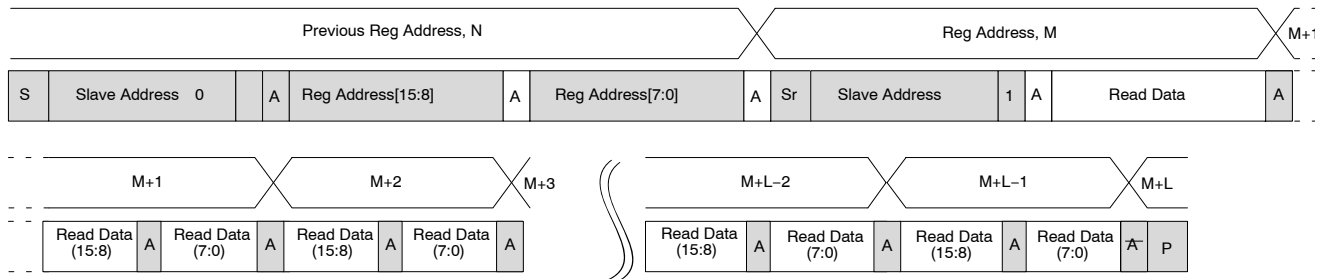 Previous Reg Address, N Reg Address, M M+1
S Slave Address 0 A Reg Address[15:8] A Reg Address[7:0] A Sr Slave Address 1 A Read Data A
M+1 M+2 M+3 M+L−2 M+L−1 M+L
Read Data A Read Data A Read Data A Read Data A Read Data A Read Data A Read Data A Read Data A̅ P
(15:8) (7:0) (15:8) (7:0) (15:8) (7:0) (15:8) (7:0)